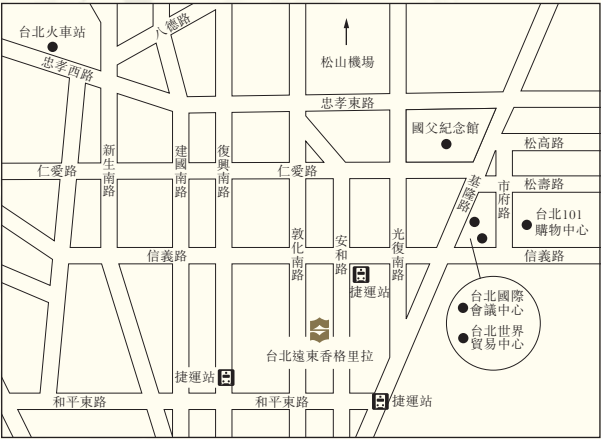 台北火車站
八德路
忠孝西路
松山機場
忠孝東路
國父紀念館
松高路
新生南路
建國南路
復興南路
仁愛路
仁愛路
基隆路
市府路
松壽路
台北101
購物中心
敦化南路
安和路
光復南路
信義路
信義路
捷運站
台北國際
會議中心
台北世界
貿易中心
台北遠東香格里拉
捷運站
和平東路
和平東路
捷運站